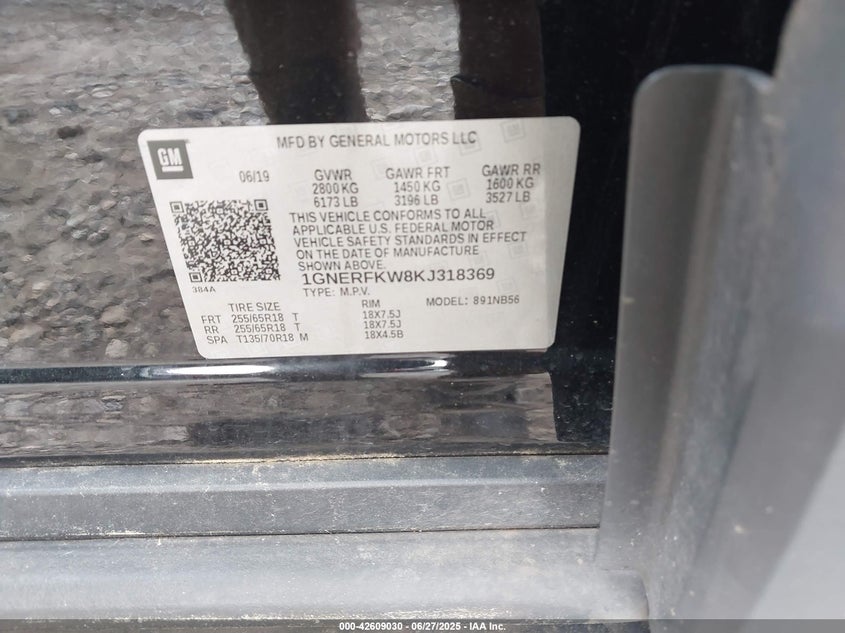 MFD BY GENERAL MOTORS LLC
GM
06/19 GVWR GAWR FRT GAWR RR
2800 KG 1450 KG 1600 KG
6173 LB 3196 LB 3527 LB
THIS VEHICLE CONFORMS TO ALL
APPLICABLE U.S. FEDERAL MOTOR
VEHICLE SAFETY STANDARDS IN EFFECT
ON THE DATE OF MANUFACTURE
SHOWN ABOVE.
384A
1GNERFKW8KJ318369
TYPE: M.P.V. MODEL: 891NB56
TIRE SIZE RIM
FRT 255/65R18 T 18X7.5J
RR 255/65R18 T 18X7.5J
SPA T135/70R18 M 18X4.5B
000-42609030 - 06/27/2025 - IAA Inc.